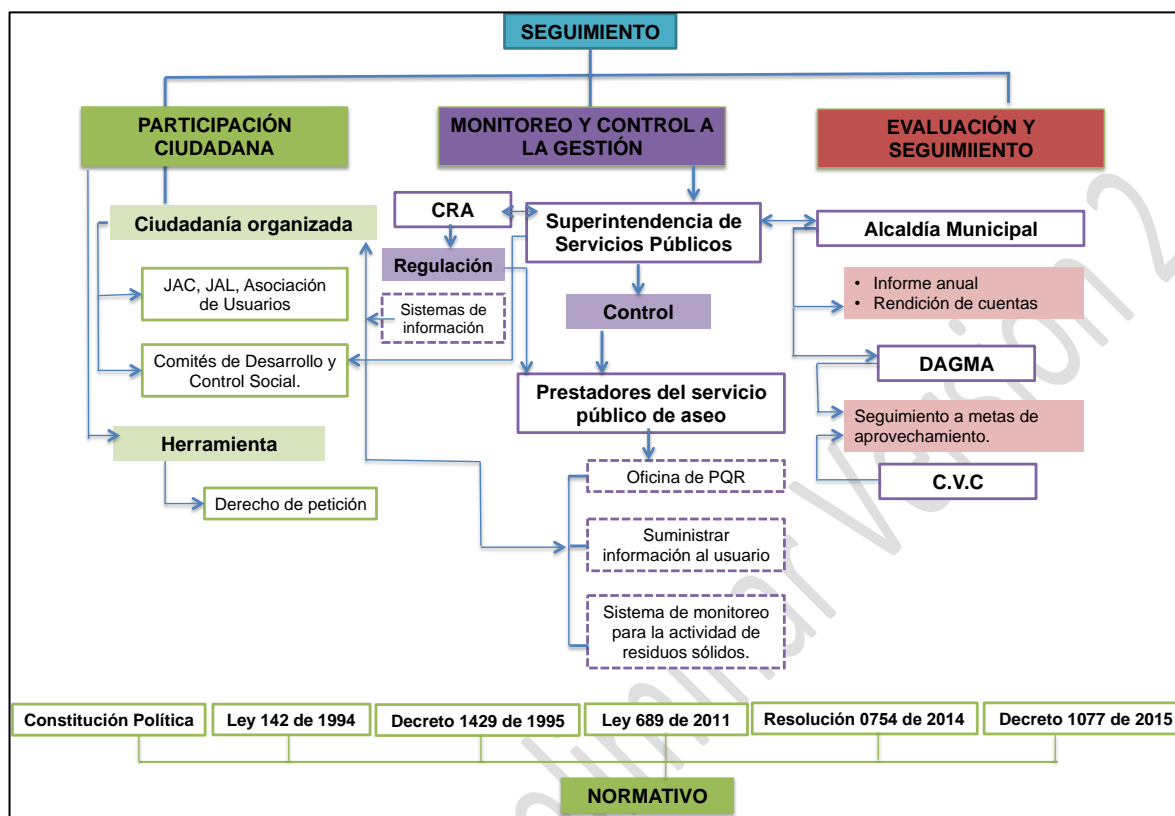 SEGUIMIENTO
PARTICIPACIÓN
CIUDADANA
MONITOREO Y CONTROL A
LA GESTIÓN
EVALUACIÓN Y
SEGUIMIIENTO
Ciudadanía organizada
JAC, JAL, Asociación
de Usuarios
Comités de Desarrollo y
Control Social.
Herramienta
Derecho de petición
CRA
Regulación
Sistemas de
información
Superintendencia de
Servicios Públicos
Control
Prestadores del servicio
público de aseo
Oficina de PQR
Suministrar
información al usuario
Sistema de monitoreo
para la actividad de
residuos sólidos.
Alcaldía Municipal
• Informe anual
• Rendición de cuentas
DAGMA
Seguimiento a metas de
aprovechamiento.
C.V.C
Constitución Política
Ley 142 de 1994
Decreto 1429 de 1995
Ley 689 de 2011
Resolución 0754 de 2014
Decreto 1077 de 2015
NORMATIVO